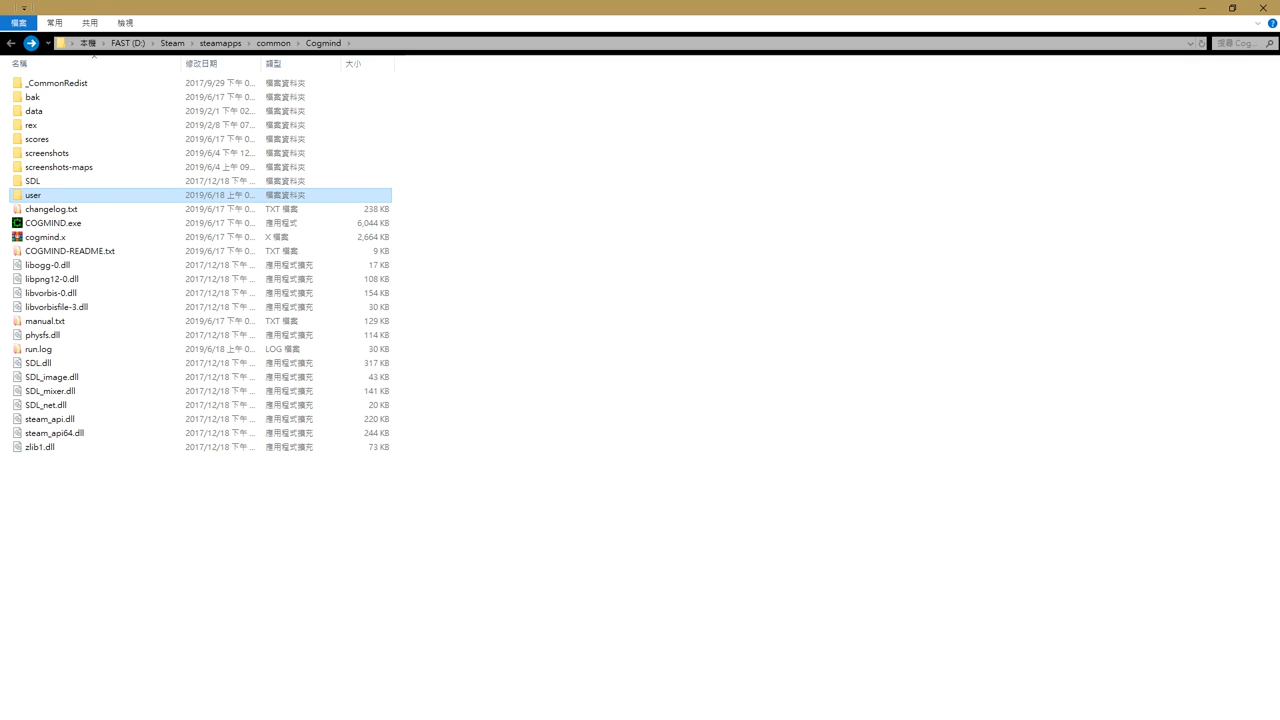 檔案 常用 共用 檢視
本機 FAST (D:) Steam steamapps common Cogmind 搜尋 Cog...
名稱 修改日期 類型 大小
_CommonRedist 2017/9/29 下午 0... 檔案資料夾
bak 2019/6/17 下午 0... 檔案資料夾
data 2019/2/1 下午 02... 檔案資料夾
rex 2019/2/8 下午 07... 檔案資料夾
scores 2019/6/17 下午 0... 檔案資料夾
screenshots 2019/6/4 下午 12... 檔案資料夾
screenshots-maps 2019/6/4 上午 09... 檔案資料夾
SDL 2017/12/18 下午 ... 檔案資料夾
user 2019/6/18 上午 0... 檔案資料夾
changelog.txt 2019/6/17 下午 0... TXT 檔案 238 KB
COGMIND.exe 2019/6/17 下午 0... 應用程式 6,044 KB
cogmind.x 2019/6/17 下午 0... X 檔案 2,664 KB
COGMIND-README.txt 2019/6/17 下午 0... TXT 檔案 9 KB
libogg-0.dll 2017/12/18 下午 ... 應用程式擴充 17 KB
libpng12-0.dll 2017/12/18 下午 ... 應用程式擴充 108 KB
libvorbis-0.dll 2017/12/18 下午 ... 應用程式擴充 154 KB
libvorbisfile-3.dll 2017/12/18 下午 ... 應用程式擴充 30 KB
manual.txt 2019/6/17 下午 0... TXT 檔案 129 KB
physfs.dll 2017/12/18 下午 ... 應用程式擴充 114 KB
run.log 2019/6/18 上午 0... LOG 檔案 30 KB
SDL.dll 2017/12/18 下午 ... 應用程式擴充 317 KB
SDL_image.dll 2017/12/18 下午 ... 應用程式擴充 43 KB
SDL_mixer.dll 2017/12/18 下午 ... 應用程式擴充 141 KB
SDL_net.dll 2017/12/18 下午 ... 應用程式擴充 20 KB
steam_api.dll 2017/12/18 下午 ... 應用程式擴充 220 KB
steam_api64.dll 2017/12/18 下午 ... 應用程式擴充 244 KB
zlib1.dll 2017/12/18 下午 ... 應用程式擴充 73 KB